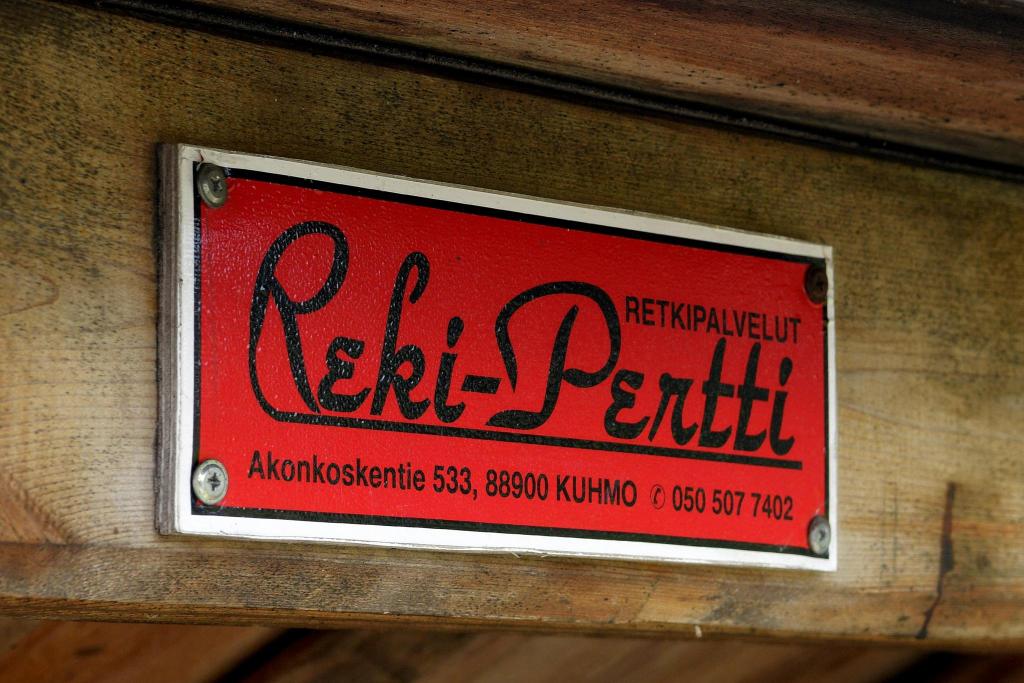 RETKIPALVELUT
Reki-Pertti
Akonkoskentie 533, 88900 KUHMO ✆ 050 507 7402